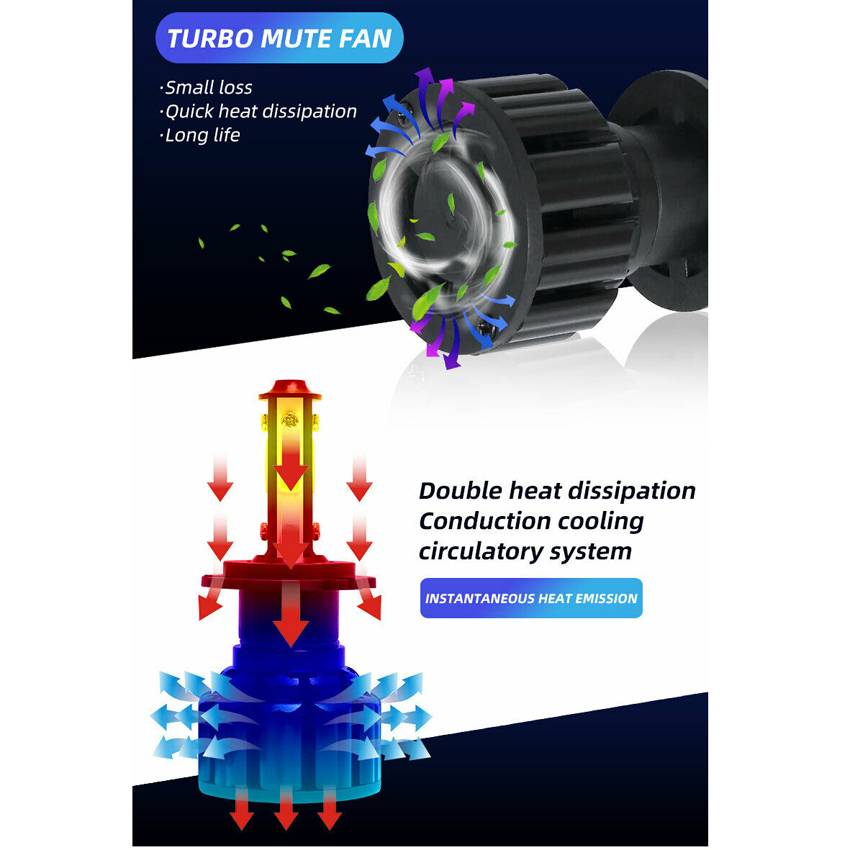 TURBO MUTE FAN
·Small loss
·Quick heat dissipation
·Long life
Double heat dissipation
Conduction cooling
circulatory system
INSTANTANEOUS HEAT EMISSION